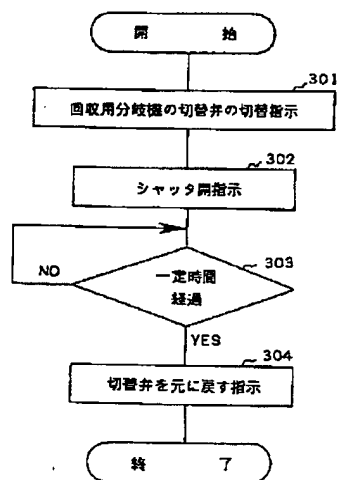 開 始
301
回収用分岐機の切替弁の切替指示
302
シャッタ開指示
303
NO
一定時間
経過
YES
304
切替弁を元に戻す指示
終 了